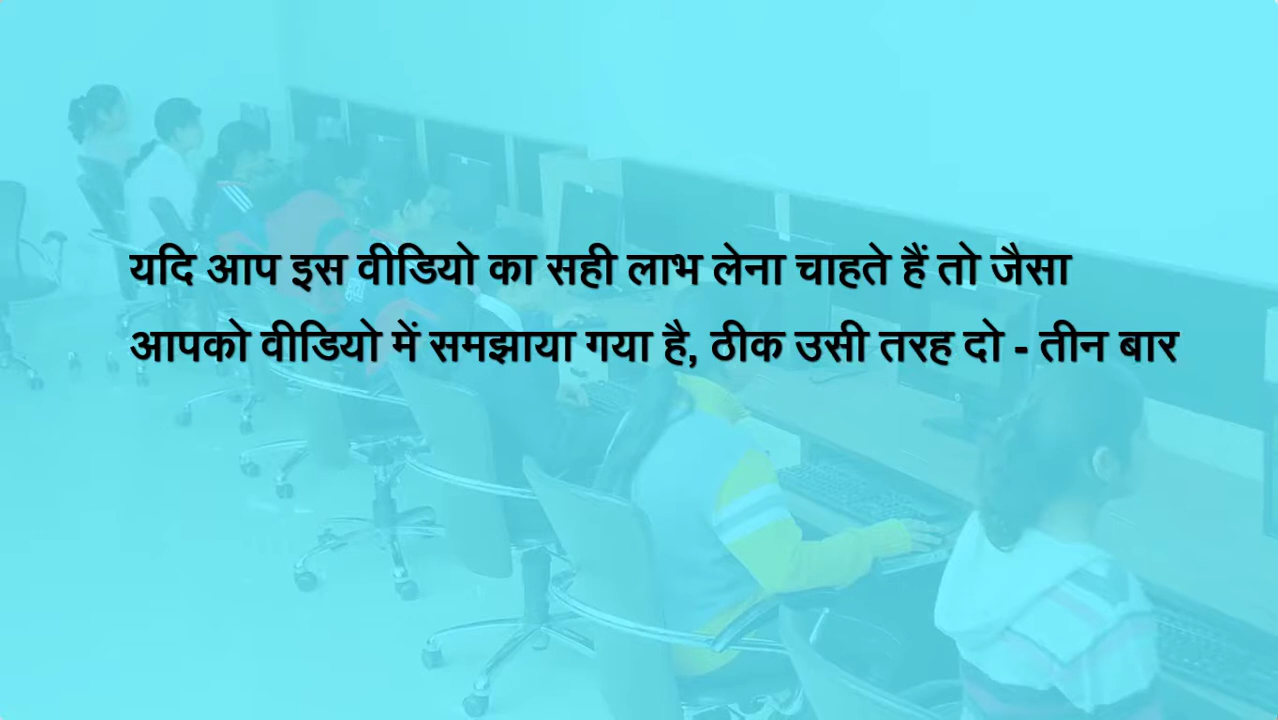 यदि आप इस वीडियो का सही लाभ लेना चाहते हैं तो जैसा
आपको वीडियो में समझाया गया है, ठीक उसी तरह दो - तीन बार